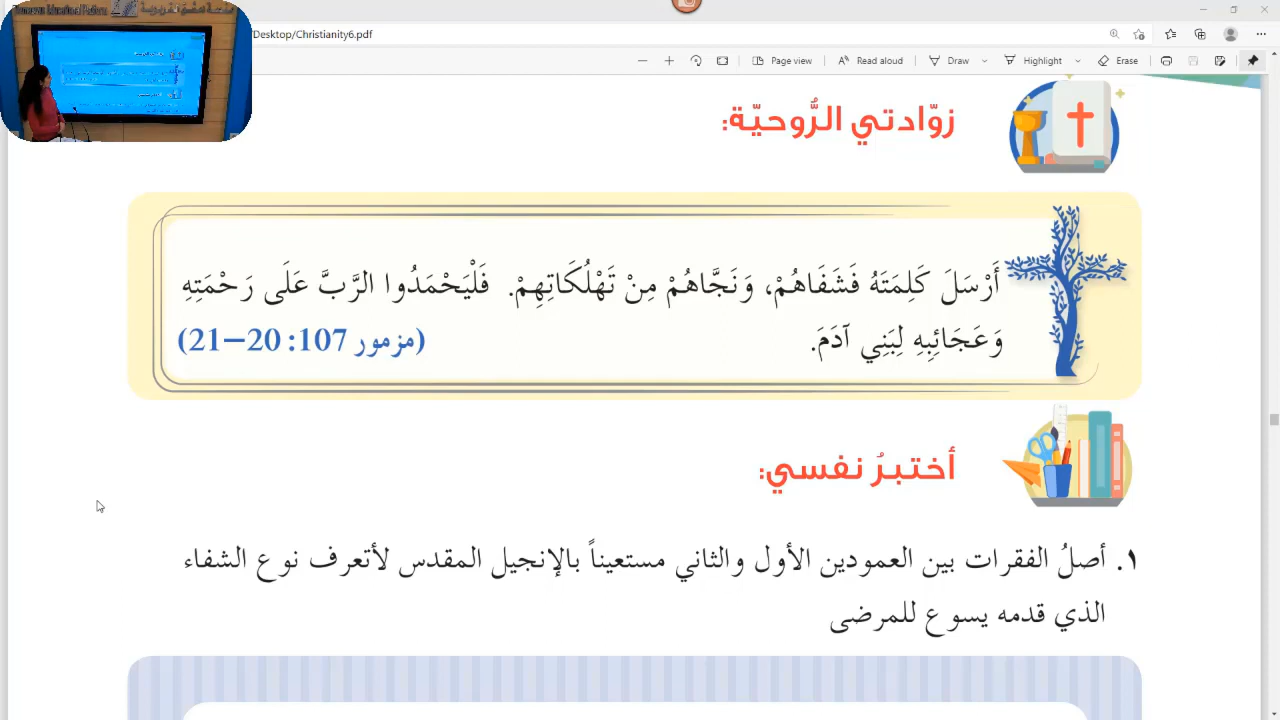 /Desktop/Christianity6.pdf
Page view
Read aloud
Draw
Highlight
Erase
زوّادتي الرُّوحيّة:
أَرْسَلَ كَلِمَتَهُ فَشَفَاهُمْ، وَنَجَّاهُمْ مِنْ تَهْلُكَاتِهِمْ. فَلْيَحْمَدُوا الرَّبَّ عَلَى رَحْمَتِهِ
وَعَجَائِبِهِ لِبَنِي آدَمَ.
(مزمور 107: 20–21)
أختبرُ نفسي:
١. أصلُ الفقرات بين العمودين الأول والثاني مستعيناً بالإنجيل المقدس لأتعرف نوع الشفاء
الذي قدمه يسوع للمرضى